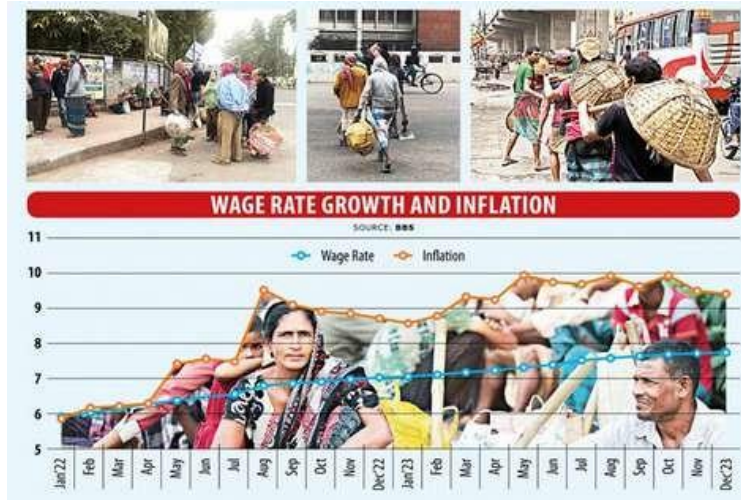 WAGE RATE GROWTH AND INFLATION
SOURCE: BBS
Wage Rate Inflation
11
10
9
8
7
6
5
Jan'22 Feb Mar Apr May Jun Jul Aug Sep Oct Nov Dec'22 Jan'23 Feb Mar Apr May Jun Jul Aug Sep Oct Nov Dec'23